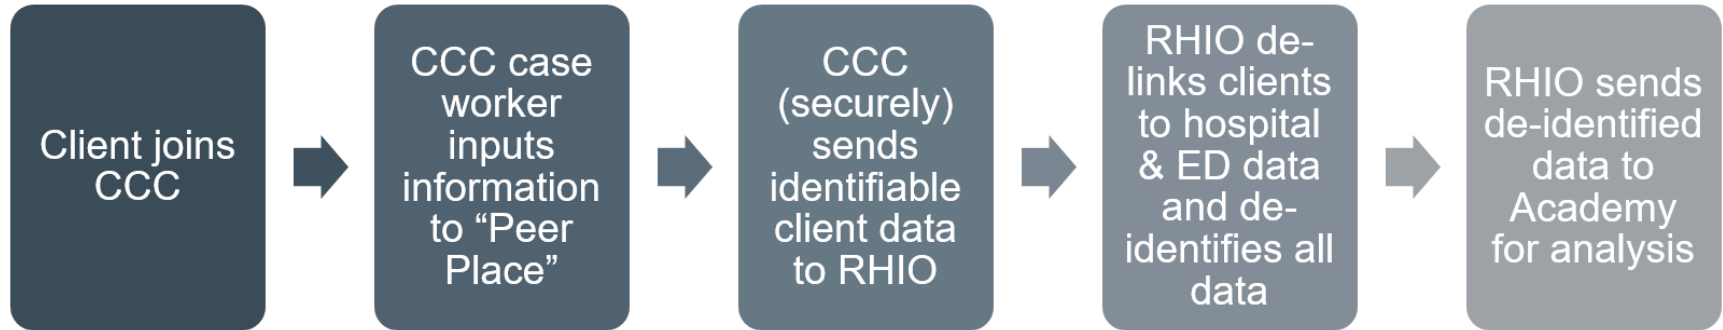 Client joins
CCC
CCC case
worker
inputs
information
to “Peer
Place”
CCC
(securely)
sends
identifiable
client data
to RHIO
RHIO de-
links clients
to hospital
& ED data
and de-
identifies all
data
RHIO sends
de-identified
data to
Academy
for analysis